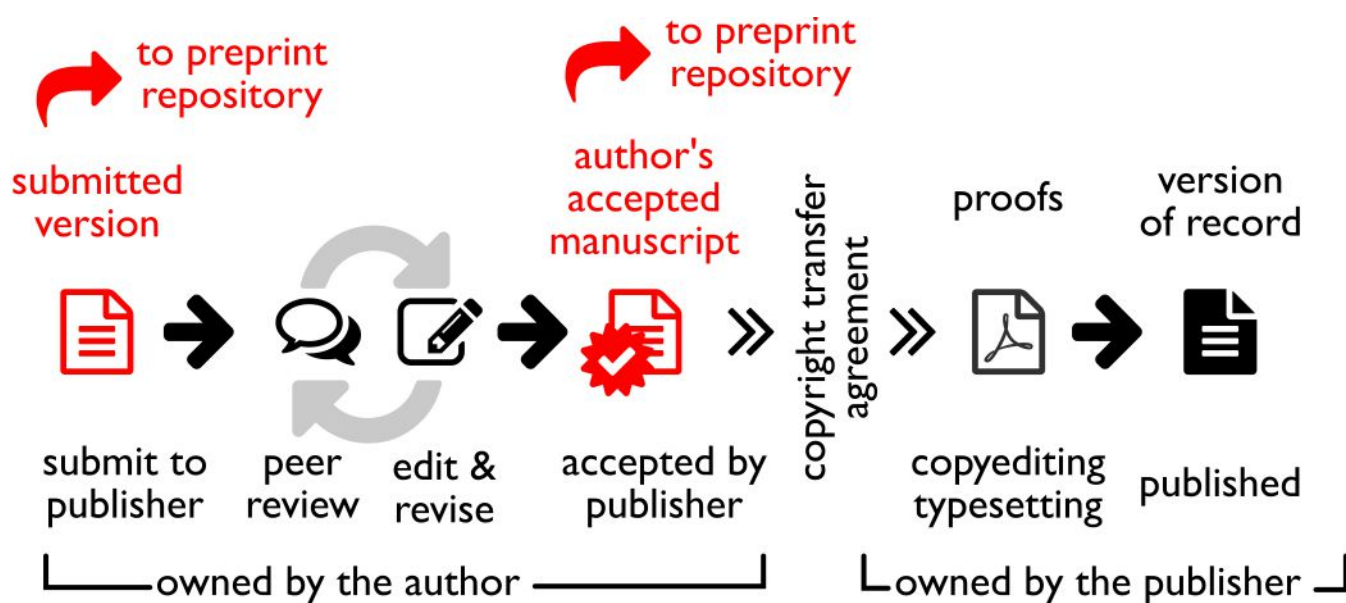 to preprint
repository
to preprint
repository
submitted
version
author's
accepted
manuscript
copyright transfer
agreement
proofs
version
of record
submit to
publisher
peer
review
edit &
revise
accepted by
publisher
copyediting
typesetting
published
owned by the author
owned by the publisher